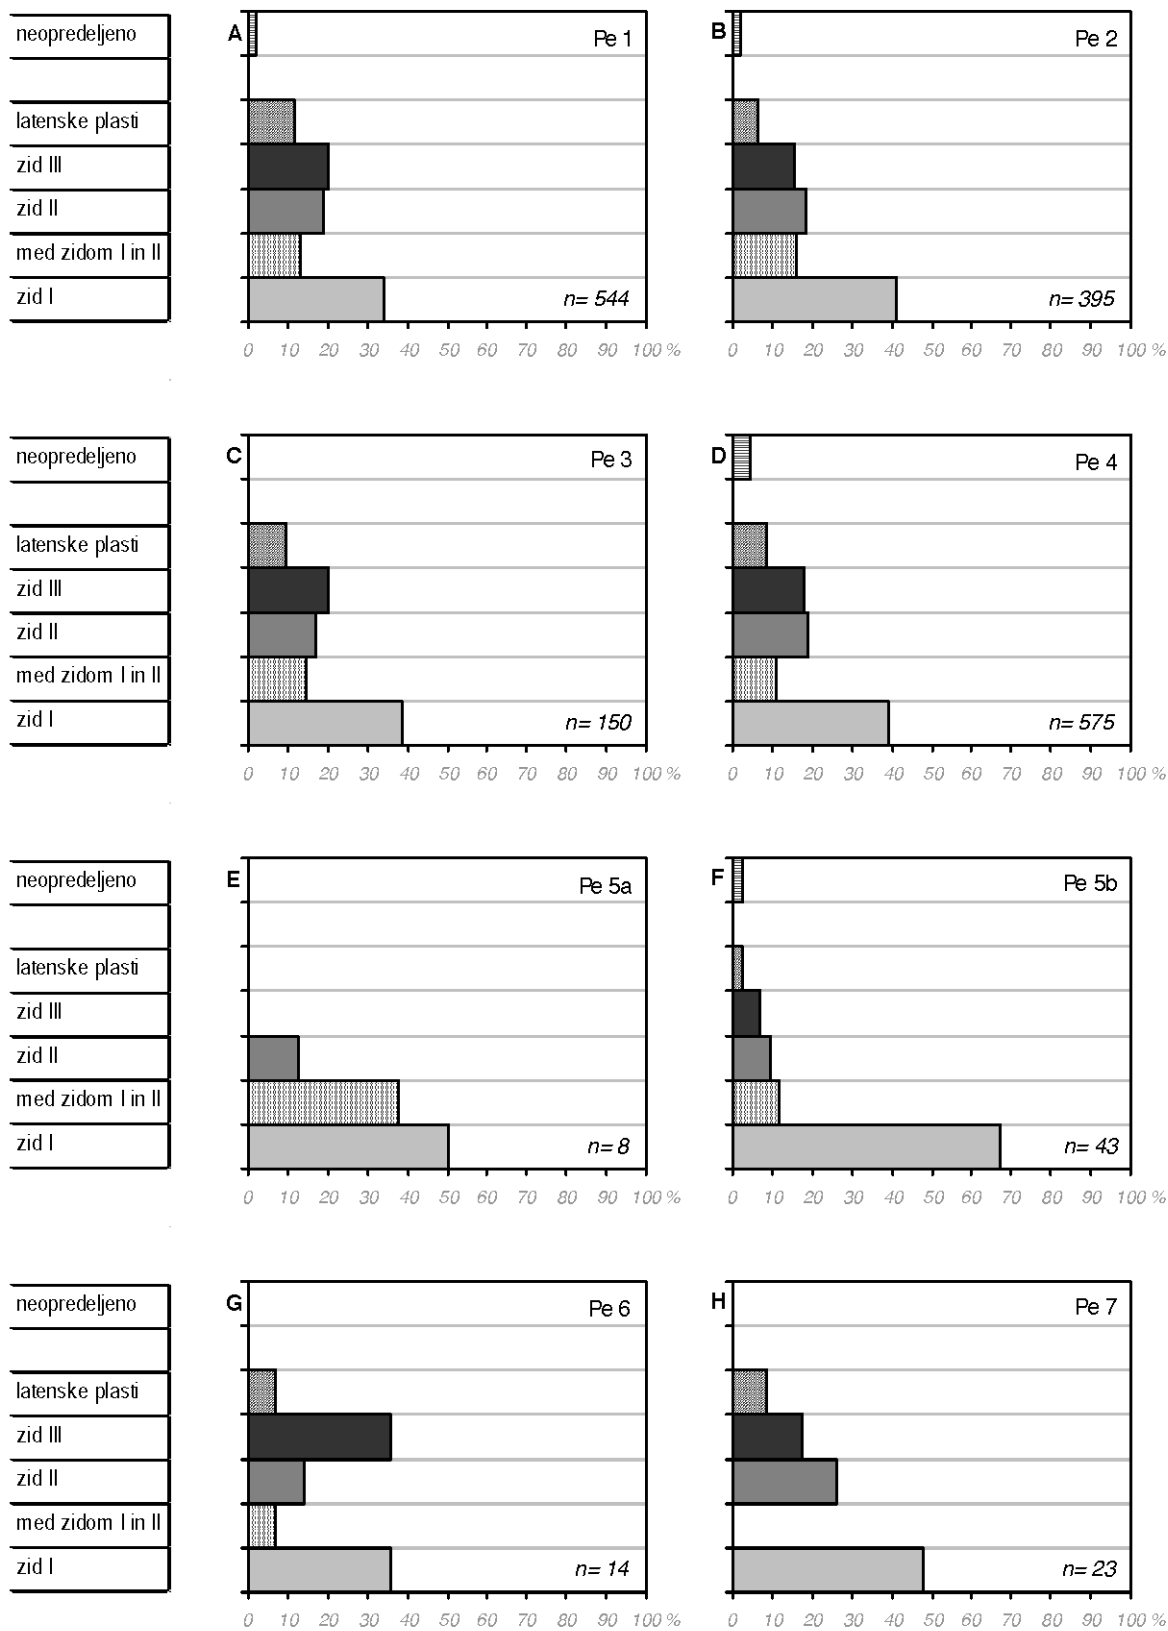 neopredeljeno
latenske plasti
zid III
zid II
med zidom I in II
zid I
A
Pe 1
n= 544
0 10 20 30 40 50 60 70 80 90 100 %
B
Pe 2
n= 395
0 10 20 30 40 50 60 70 80 90 100 %
neopredeljeno
latenske plasti
zid III
zid II
med zidom I in II
zid I
C
Pe 3
n= 150
0 10 20 30 40 50 60 70 80 90 100 %
D
Pe 4
n= 575
0 10 20 30 40 50 60 70 80 90 100 %
neopredeljeno
latenske plasti
zid III
zid II
med zidom I in II
zid I
E
Pe 5a
n= 8
0 10 20 30 40 50 60 70 80 90 100 %
F
Pe 5b
n= 43
0 10 20 30 40 50 60 70 80 90 100 %
neopredeljeno
latenske plasti
zid III
zid II
med zidom I in II
zid I
G
Pe 6
n= 14
0 10 20 30 40 50 60 70 80 90 100 %
H
Pe 7
n= 23
0 10 20 30 40 50 60 70 80 90 100 %